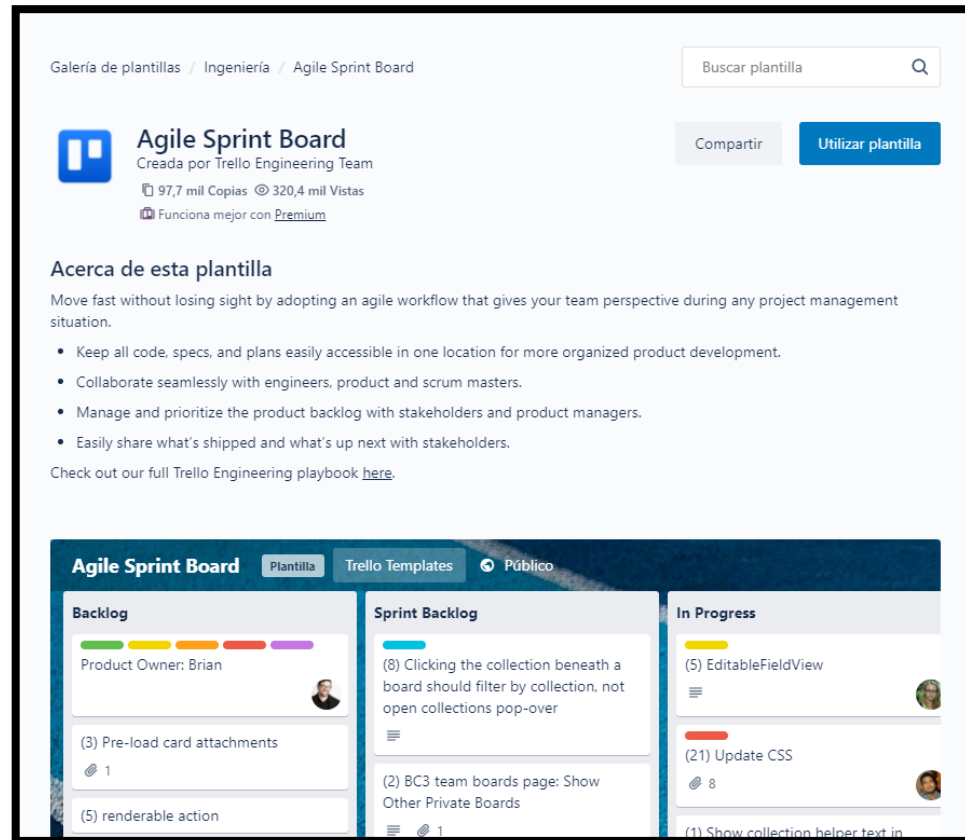 Galería de plantillas / Ingeniería / Agile Sprint Board
Buscar plantilla
Agile Sprint Board
Compartir
Utilizar plantilla
Creada por Trello Engineering Team
97,7 mil Copias 320,4 mil Vistas
Funciona mejor con Premium
Acerca de esta plantilla
Move fast without losing sight by adopting an agile workflow that gives your team perspective during any project management
situation.
• Keep all code, specs, and plans easily accessible in one location for more organized product development.
• Collaborate seamlessly with engineers, product and scrum masters.
• Manage and prioritize the product backlog with stakeholders and product managers.
• Easily share what’s shipped and what’s up next with stakeholders.
Check out our full Trello Engineering playbook here.
Agile Sprint Board Plantilla Trello Templates Público
Backlog
Product Owner: Brian
(3) Pre-load card attachments
1
(5) renderable action
Sprint Backlog
(8) Clicking the collection beneath a
board should filter by collection, not
open collections pop-over
(2) BC3 team boards page: Show
Other Private Boards
1
In Progress
(5) EditableFieldView
(21) Update CSS
8
(1) Show collection helper text in